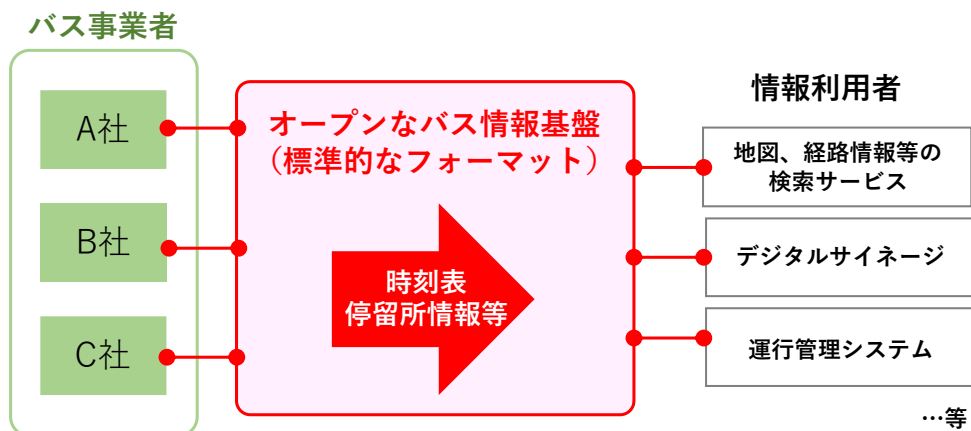 バス事業者
A社
B社
C社
オープンなバス情報基盤
（標準的なフォーマット）
時刻表
停留所情報等
情報利用者
地図、経路情報等の
検索サービス
デジタルサイネージ
運行管理システム
…等